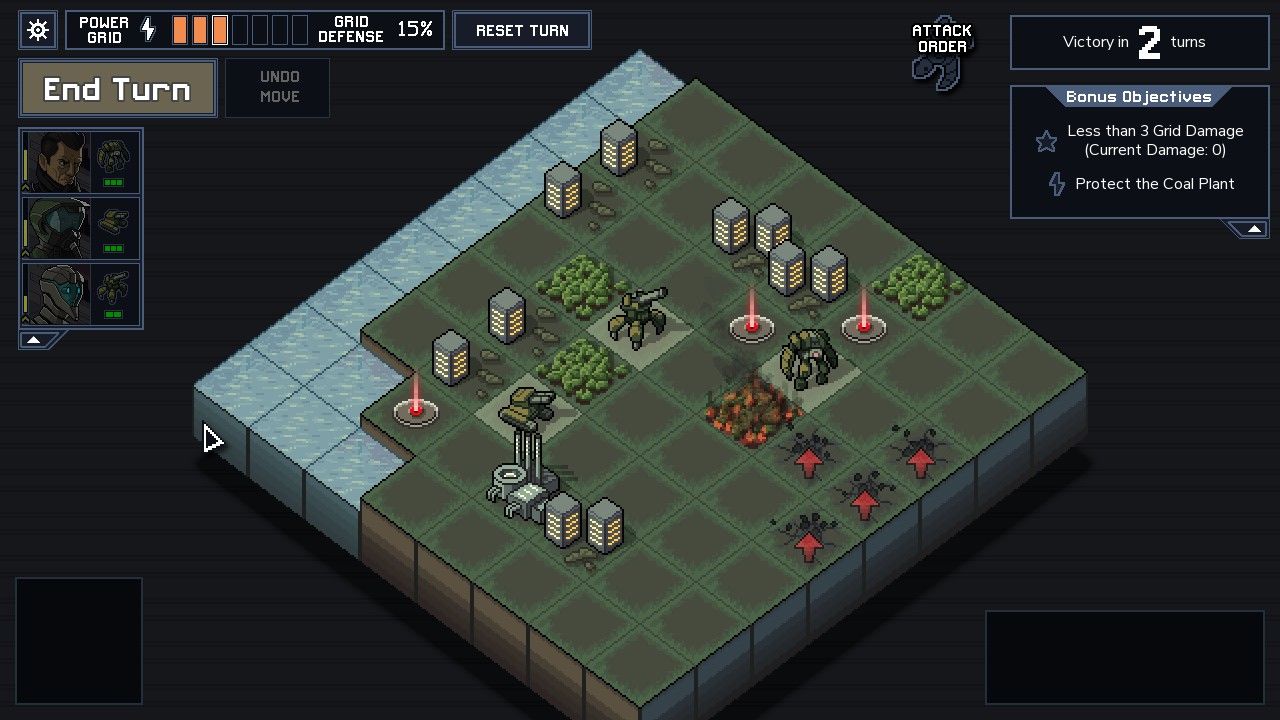 POWER
GRID
GRID
DEFENSE
15%
RESET TURN
End Turn
UNDO
MOVE
ATTACK
ORDER
Victory in 2 turns
Bonus Objectives
Less than 3 Grid Damage
(Current Damage: 0)
Protect the Coal Plant